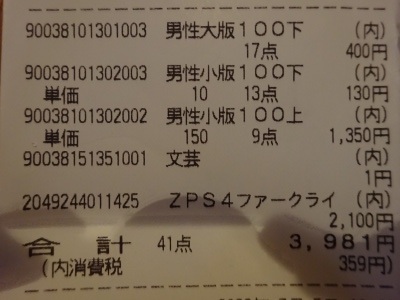 90038101301003 男性大版１００下 (内)
17点 400円
90038101302003 男性小版１００下 (内)
単価 10 13点 130円
90038101302002 男性小版１００上 (内)
単価 150 9点 1,350円
90038151351001 文芸 (内)
1円
2049244011425 ＺＰＳ４ファークライ (内)
2,100円
合 計 41点 3,981円
(内消費税 359円)